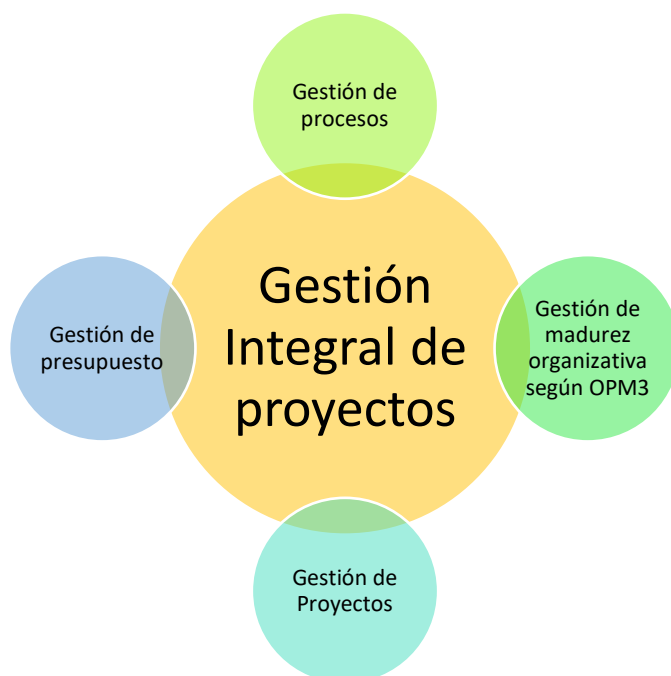 Gestión de
procesos
Gestión
Integral de
proyectos
Gestión de
presupuesto
Gestión de
madurez
organizativa
según OPM3
Gestión de
Proyectos